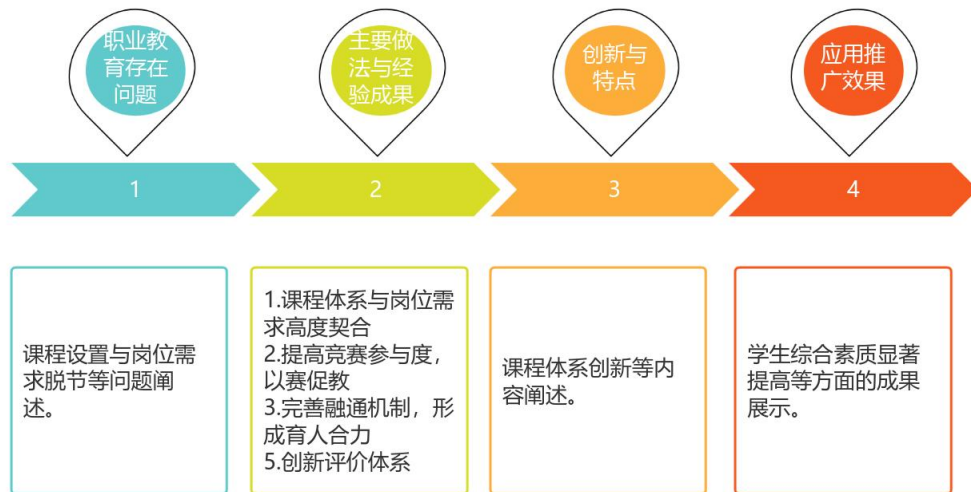 职业教
育存在
问题
主要做
法与经
验成果
创新与
特点
应用推
广效果
1
2
3
4
课程设置与岗位需
求脱节等问题阐
述。
1.课程体系与岗位需
求高度契合
2.提高竞赛参与度，
以赛促教
3.完善融通机制，形
成育人合力
5.创新评价体系
课程体系创新等内
容阐述。
学生综合素质显著
提高等方面的成果
展示。